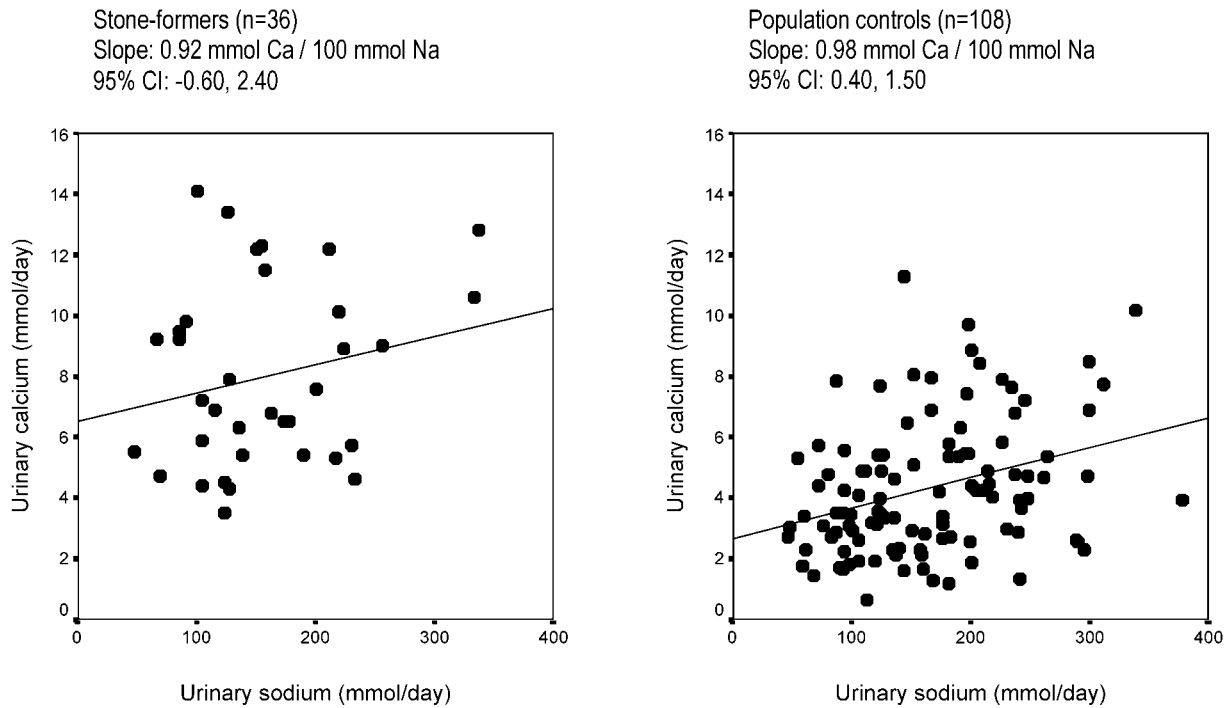 Stone-formers (n=36)
Slope: 0.92 mmol Ca / 100 mmol Na
95% CI: -0.60, 2.40
16
14
12
10
8
6
4
2
0
Urinary calcium (mmol/day)
0
100
200
300
400
Urinary sodium (mmol/day)
Population controls (n=108)
Slope: 0.98 mmol Ca / 100 mmol Na
95% CI: 0.40, 1.50
16
14
12
10
8
6
4
2
0
Urinary calcium (mmol/day)
0
100
200
300
400
Urinary sodium (mmol/day)